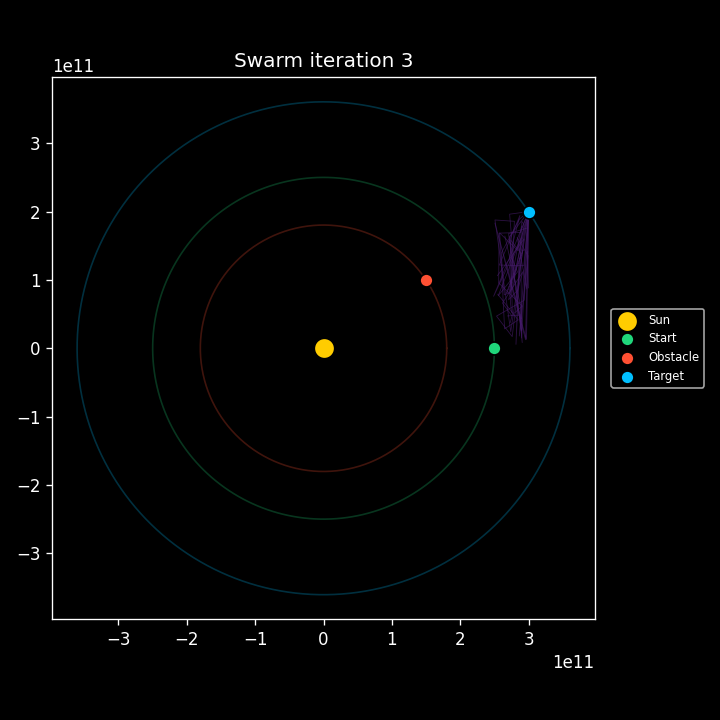 Swarm iteration 3
1e11
3
2
1
0
−1
−2
−3
−3 −2 −1 0 1 2 3
1e11
Sun
Start
Obstacle
Target